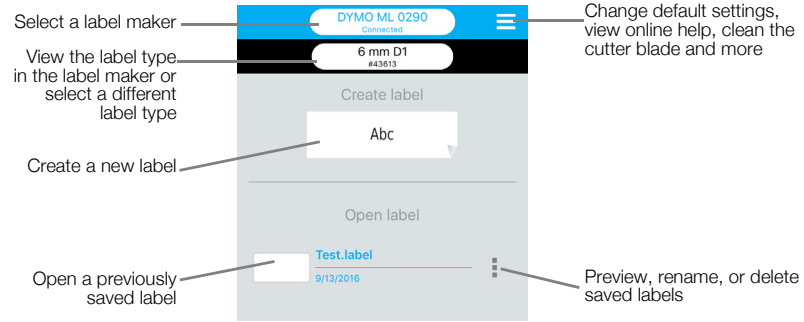 Select a label maker
View the label type
in the label maker or
select a different
label type
Create a new label
Open a previously
saved label
DYMO ML 0290
Connected
6 mm D1
#43613
Create label
Abc
Open label
Test.label
9/13/2016
Change default settings,
view online help, clean the
cutter blade and more
Preview, rename, or delete
saved labels